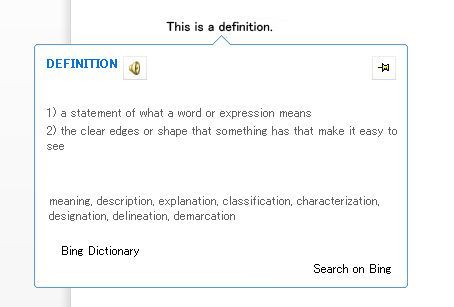 This is a definition.
DEFINITION
1) a statement of what a word or expression means
2) the clear edges or shape that something has that make it easy to
see
meaning, description, explanation, classification, characterization,
designation, delineation, demarcation
Bing Dictionary
Search on Bing